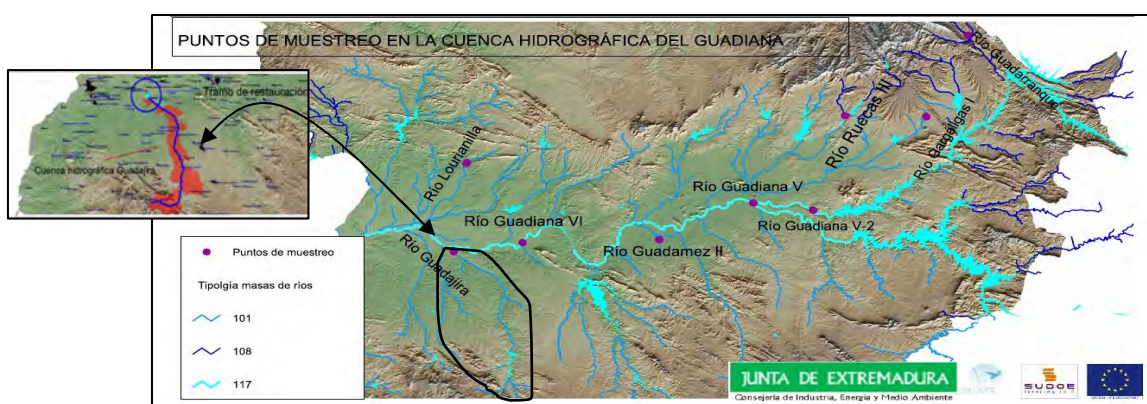 PUNTOS DE MUESTREO EN LA CUENCA HIDROGRÁFICA DEL GUADIANA
Tramo de restauración
Cuenca hidrográfica Guadajira
Río Guadarranque
Río Ruecas III
Río Gargáligas
Río Lorianilla
Río Guadiana V
Río Guadiana VI
Río Guadiana V-2
Río Guadamez II
Río Guadajira
Puntos de muestreo
Tipolgía masas de ríos
101
108
117
JUNTA DE EXTREMADURA
Consejería de Industria, Energía y Medio Ambiente
SUDOE